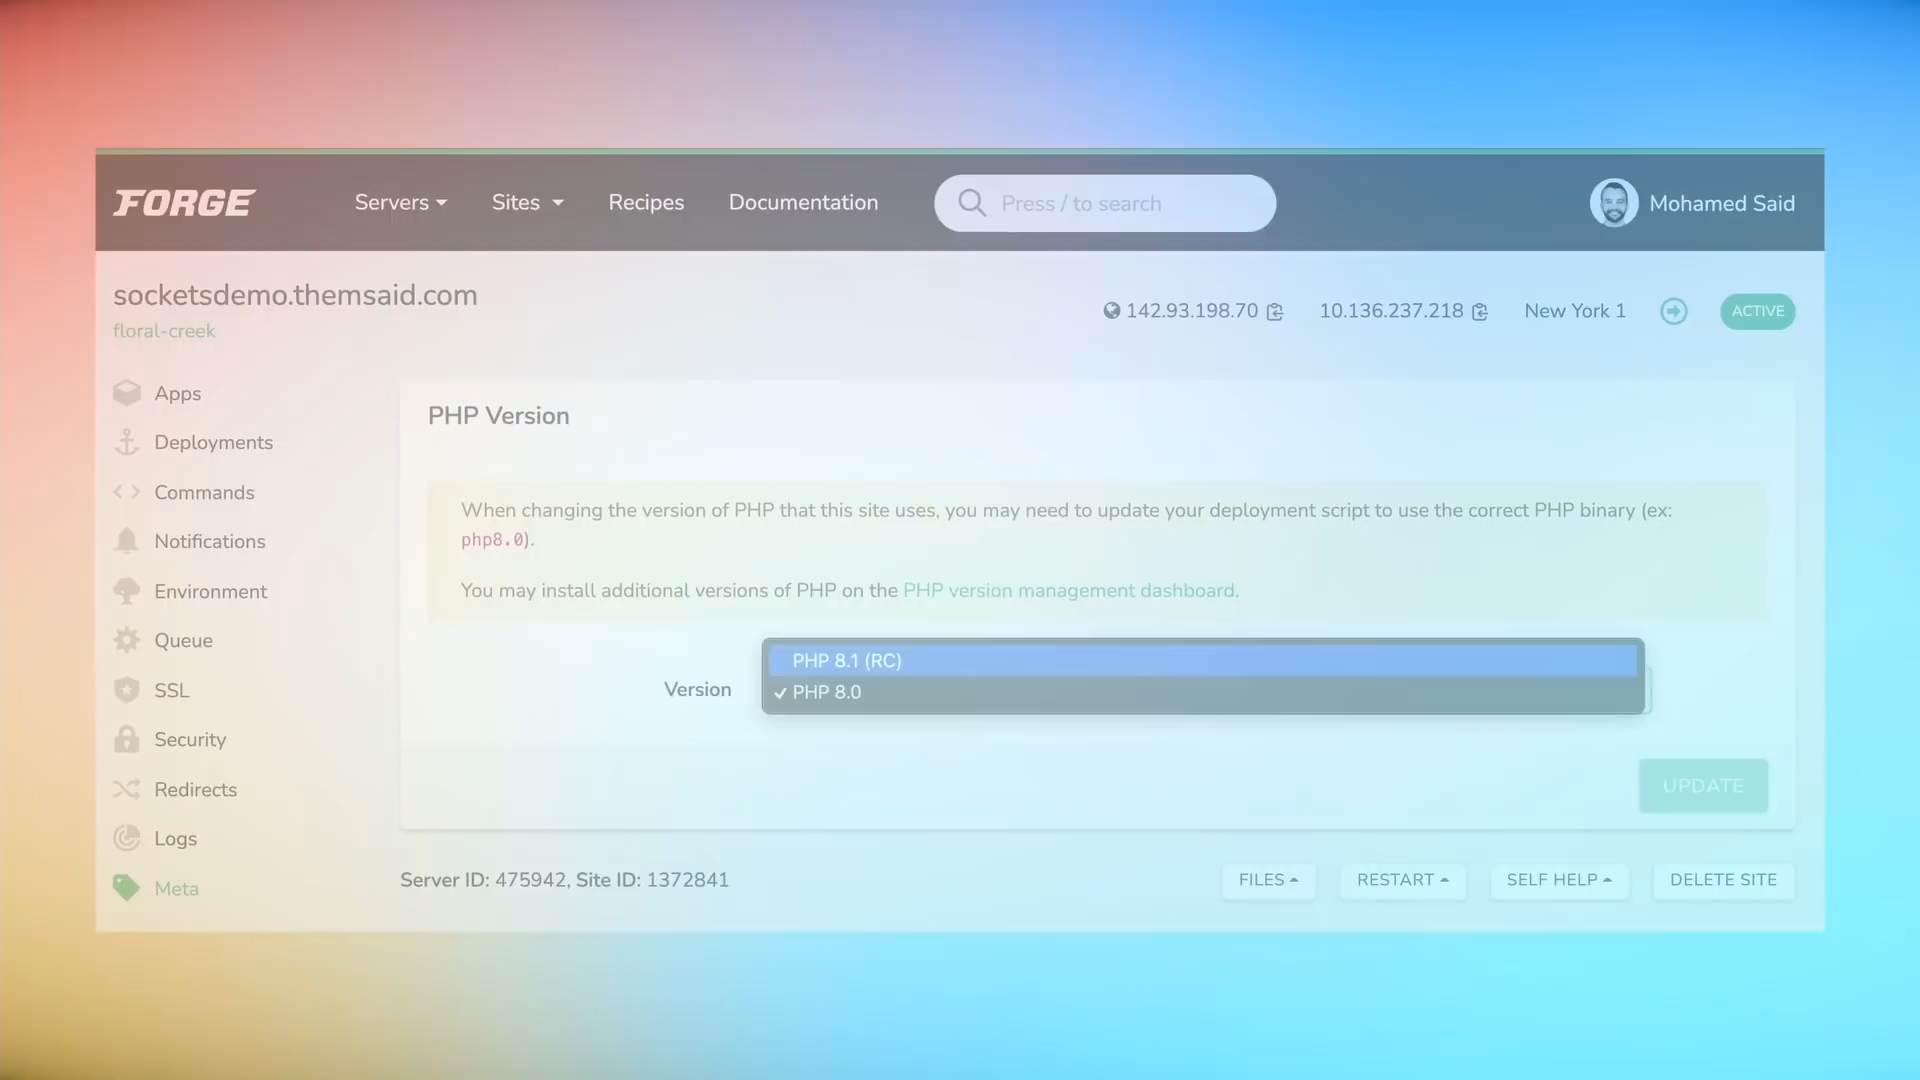 FORGE
Servers
Sites
Recipes
Documentation
Press / to search
Mohamed Said
socketsdemo.themsaid.com
floral-creek
142.93.198.70
10.136.237.218
New York 1
ACTIVE
Apps
Deployments
Commands
Notifications
Environment
Queue
SSL
Security
Redirects
Logs
Meta
PHP Version
When changing the version of PHP that this site uses, you may need to update your deployment script to use the correct PHP binary (ex:
php8.0).
You may install additional versions of PHP on the PHP version management dashboard.
Version
PHP 8.1 (RC)
✓ PHP 8.0
UPDATE
Server ID: 475942, Site ID: 1372841
FILES
RESTART
SELF HELP
DELETE SITE